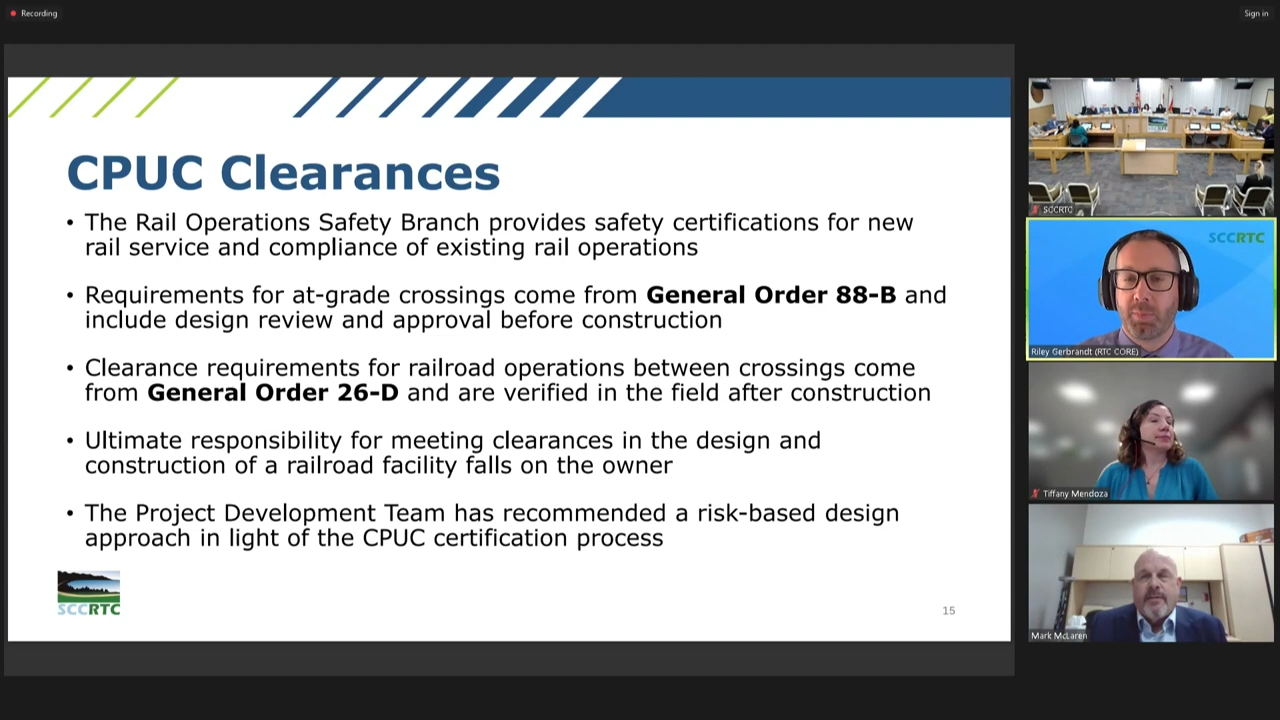 Recording
Sign in
CPUC Clearances
• The Rail Operations Safety Branch provides safety certifications for new
rail service and compliance of existing rail operations
• Requirements for at-grade crossings come from General Order 88-B and
include design review and approval before construction
• Clearance requirements for railroad operations between crossings come
from General Order 26-D and are verified in the field after construction
• Ultimate responsibility for meeting clearances in the design and
construction of a railroad facility falls on the owner
• The Project Development Team has recommended a risk-based design
approach in light of the CPUC certification process
SCCRTC
15
SCCRTC
SCCRTC
Riley Gerbrandt (RTC CORE)
Tiffany Mendoza
Mark McLaren